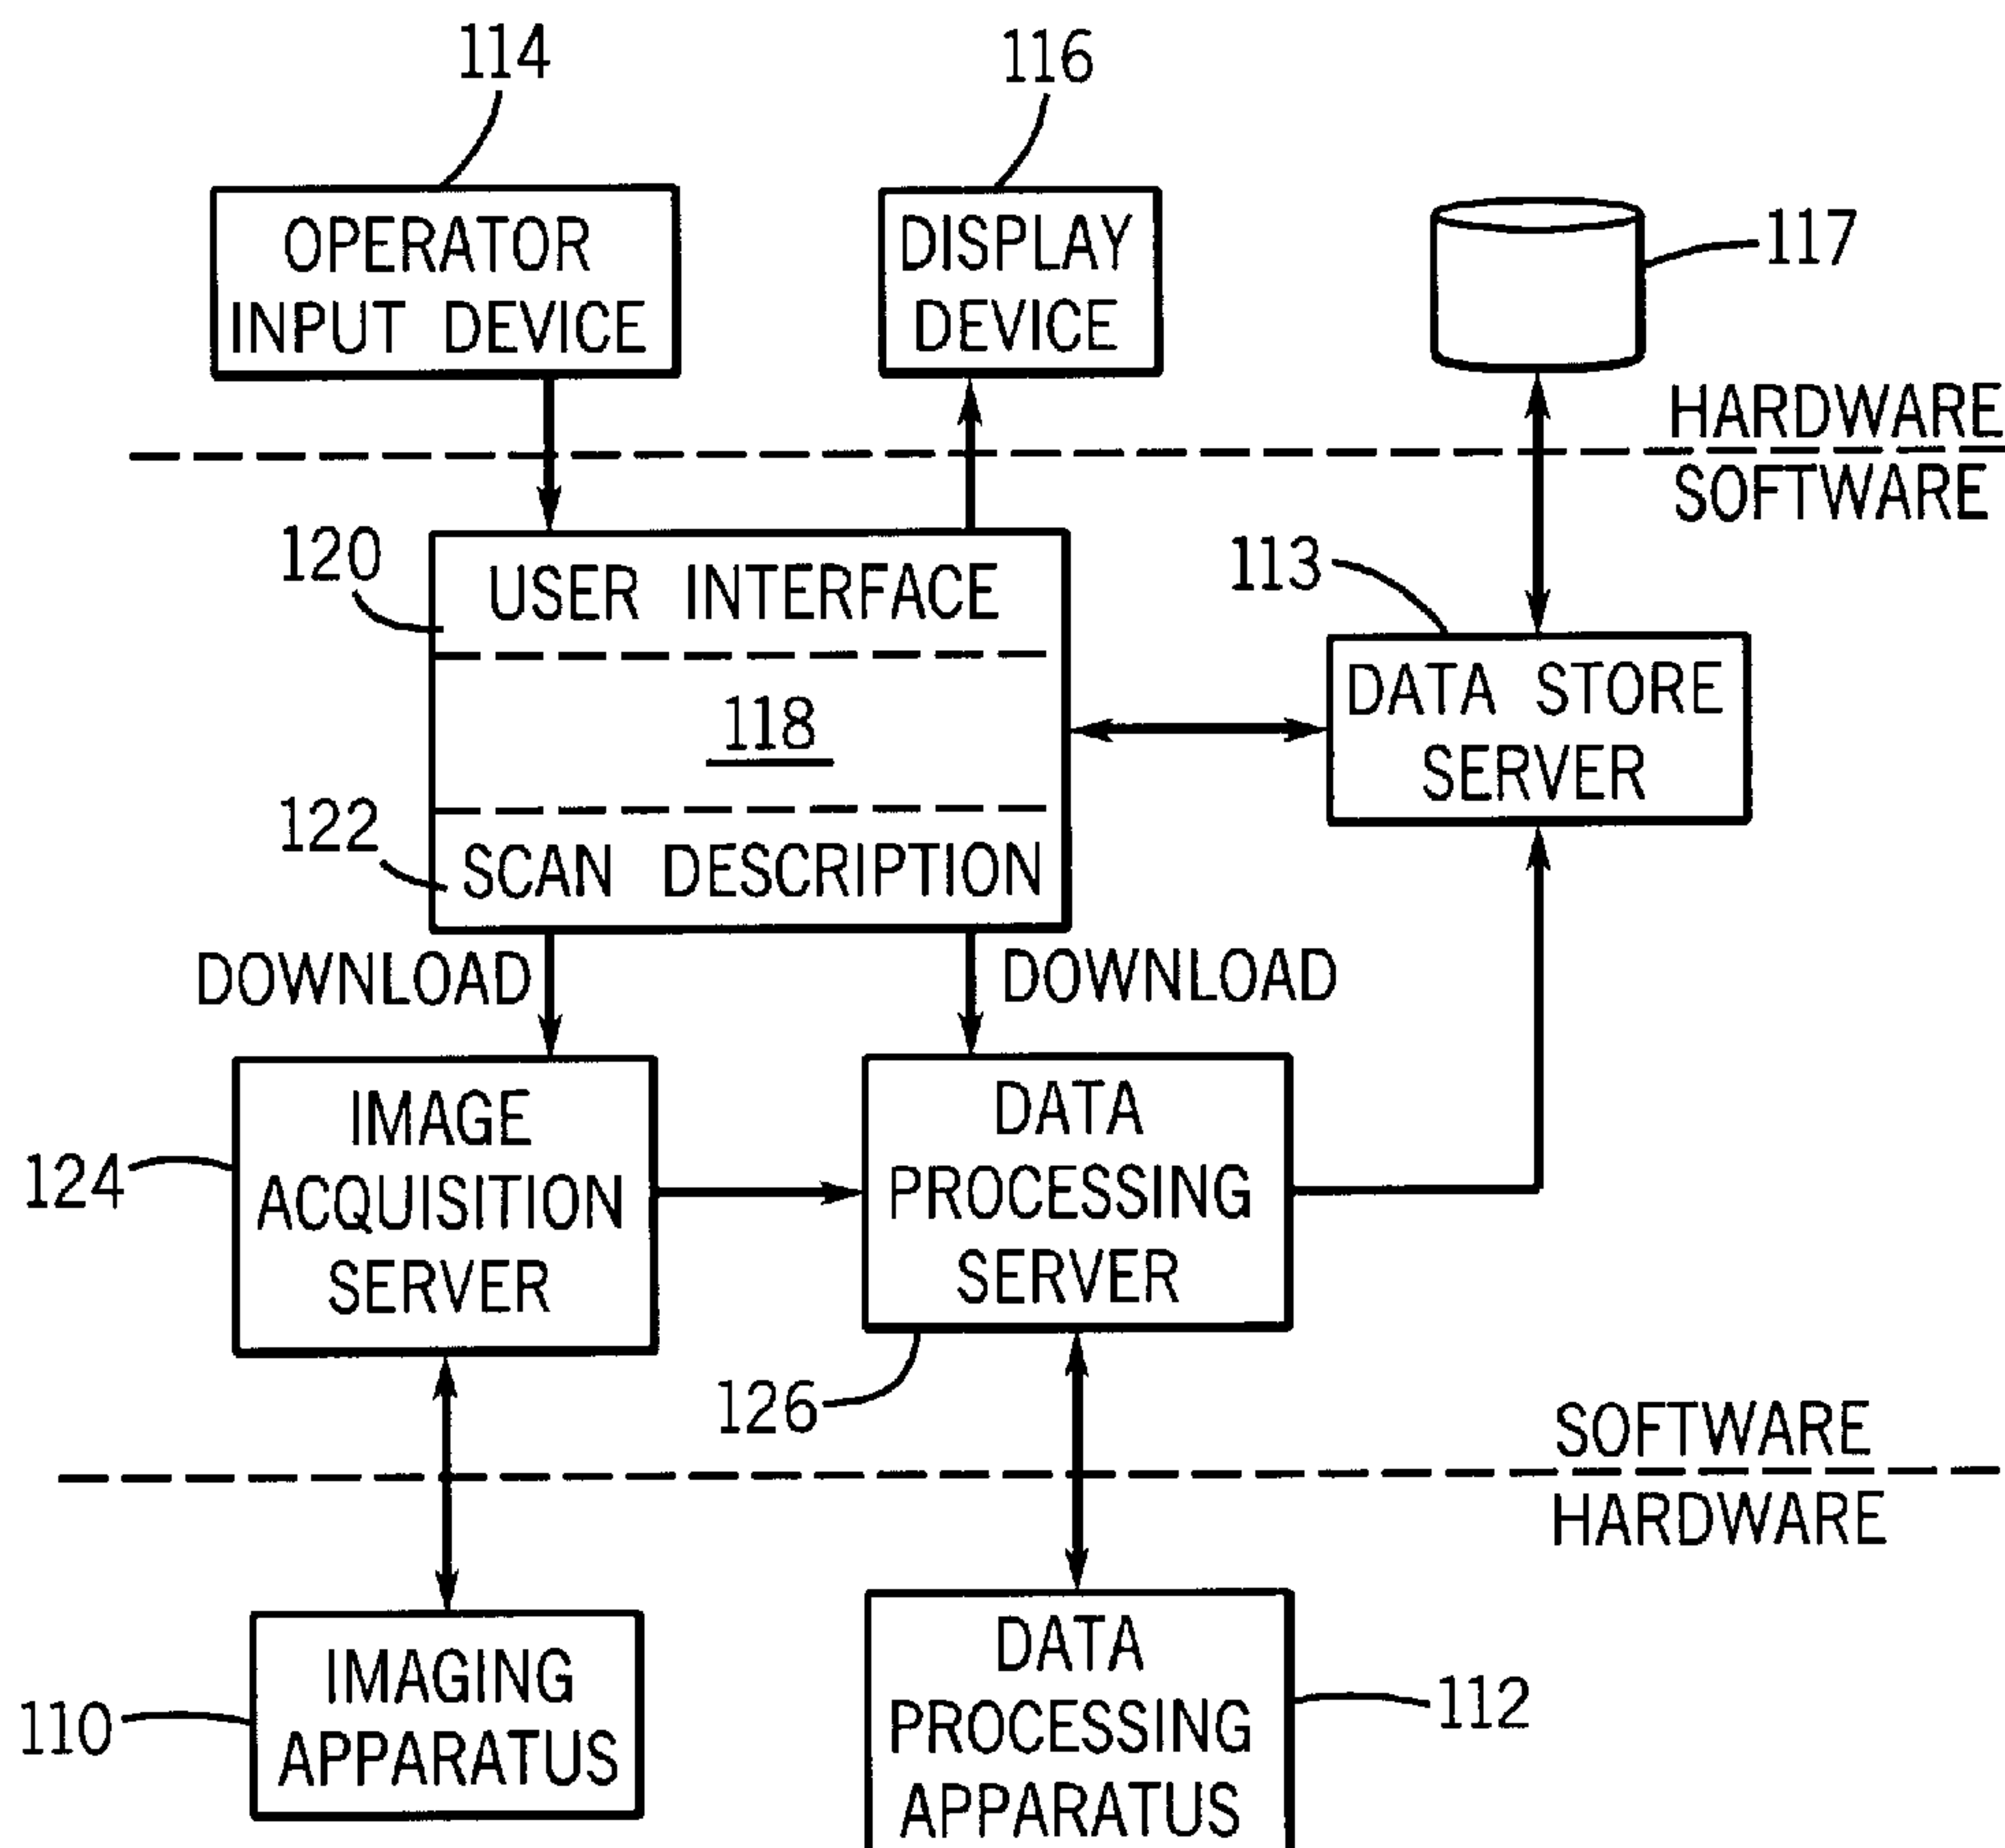 114
116
OPERATOR
INPUT DEVICE
DISPLAY
DEVICE
117
HARDWARE
SOFTWARE
120
USER INTERFACE
113
118
DATA STORE
SERVER
122
SCAN DESCRIPTION
DOWNLOAD
DOWNLOAD
124
IMAGE
ACQUISITION
SERVER
DATA
PROCESSING
SERVER
126
SOFTWARE
HARDWARE
110
IMAGING
APPARATUS
DATA
PROCESSING
APPARATUS
112